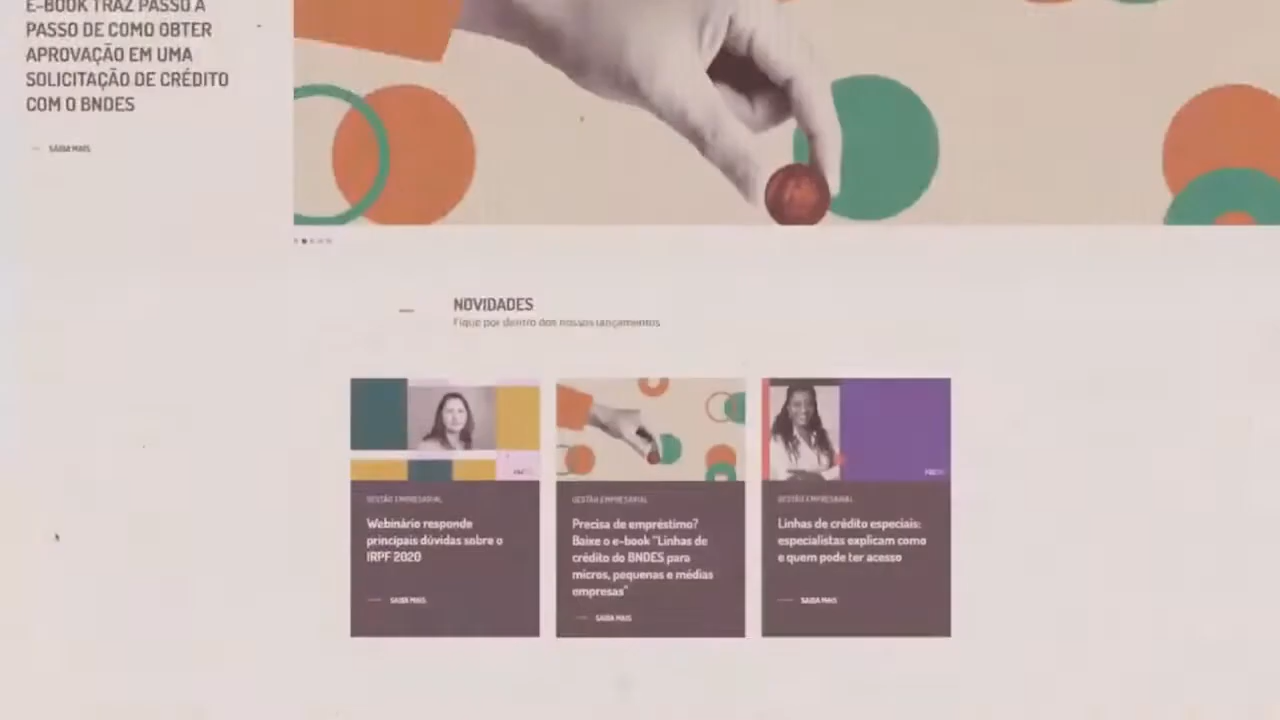 E-BOOK TRAZ PASSO A
PASSO DE COMO OBTER
APROVAÇÃO EM UMA
SOLICITAÇÃO DE CRÉDITO
COM O BNDES
SAIBA MAIS
NOVIDADES
Fique por dentro dos nossos lançamentos
GESTÃO EMPRESARIAL
Webinário responde
principais dúvidas sobre o
IRPF 2020
SAIBA MAIS
GESTÃO EMPRESARIAL
Precisa de empréstimo?
Baixe o e-book "Linhas de
crédito do BNDES para
micros, pequenas e médias
empresas"
SAIBA MAIS
GESTÃO EMPRESARIAL
Linhas de crédito especiais:
especialistas explicam como
e quem pode ter acesso
SAIBA MAIS